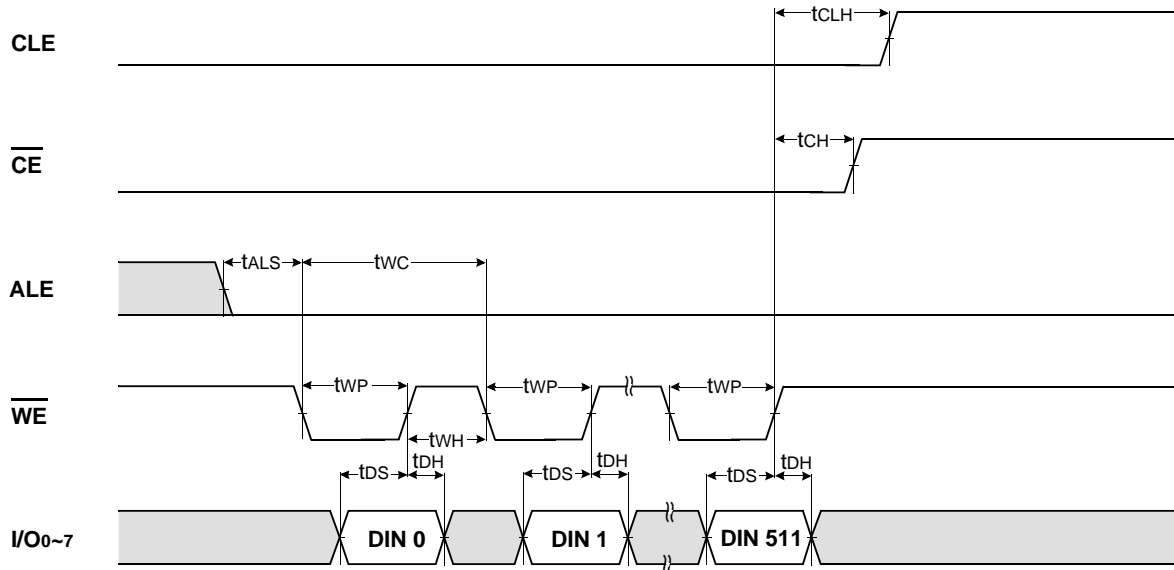 CLE
tCLH
CE
tCH
ALE
tALS
tWC
WE
tWP
tWP
tWP
tWH
tDS
tDH
tDS
tDH
tDS
tDH
I/O0~7
DIN 0
DIN 1
DIN 511